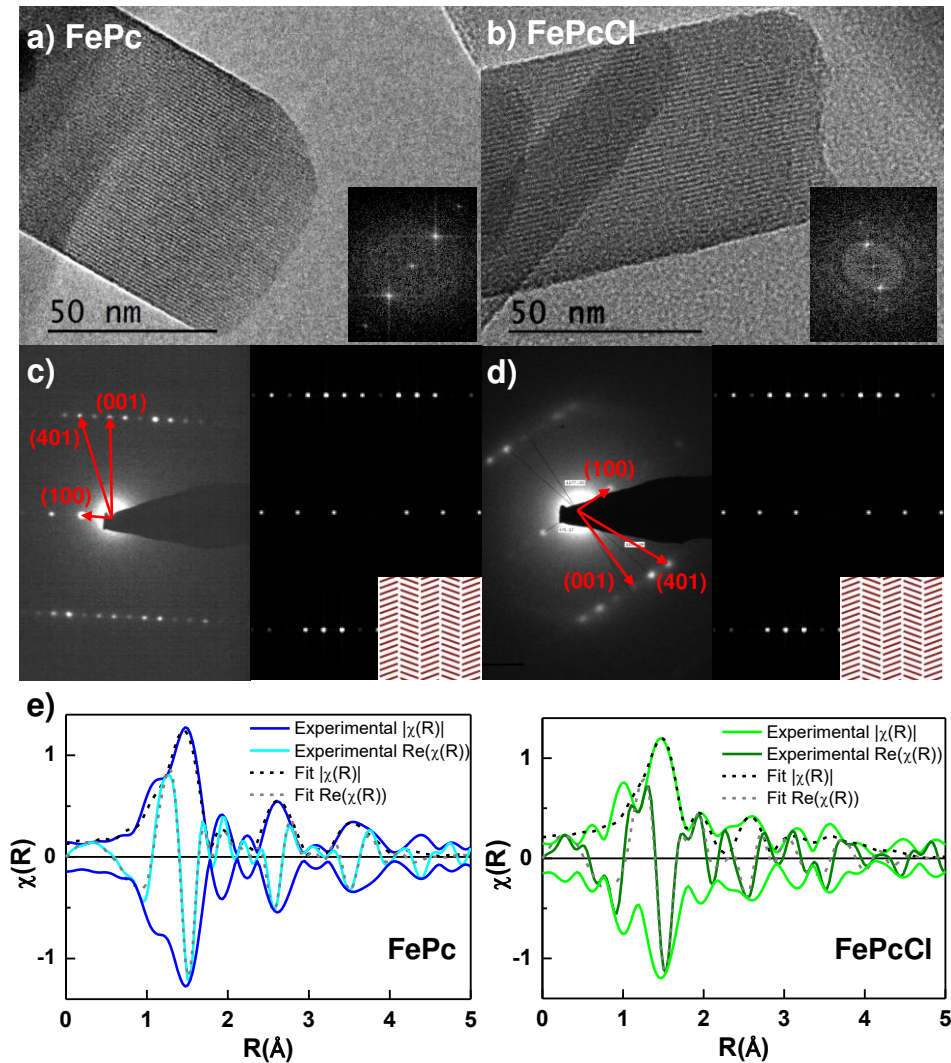 a) FePc
50 nm
b) FePcCl
50 nm
c)
(001)
(401)
(100)
d)
(100)
(001)
(401)
e)
χ(R)
1
0
-1
Experimental |χ(R)|
Experimental Re(χ(R))
Fit |χ(R)|
Fit Re(χ(R))
FePc
0 1 2 3 4 5
R(Å)
χ(R)
1
0
-1
Experimental |χ(R)|
Experimental Re(χ(R))
Fit |χ(R)|
Fit Re(χ(R))
FePcCl
0 1 2 3 4 5
R(Å)